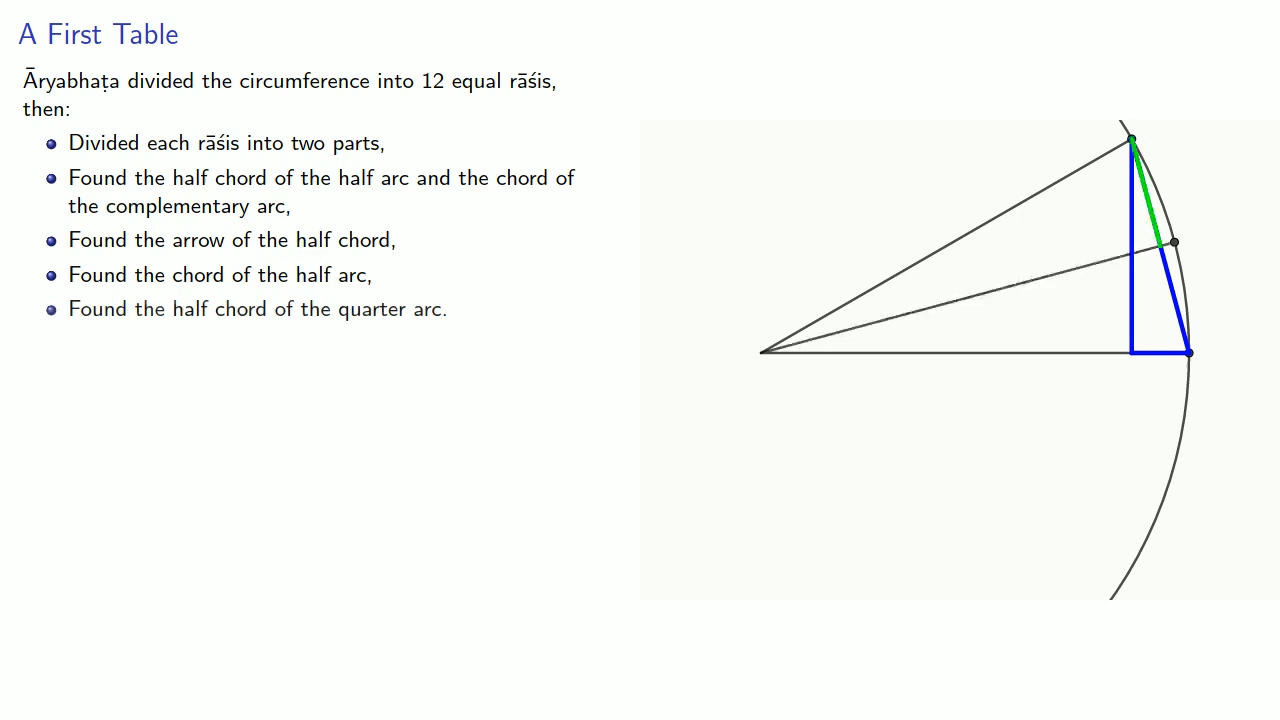 A First Table
Āryabhaṭa divided the circumference into 12 equal rāśis,
then:
Divided each rāśis into two parts,
Found the half chord of the half arc and the chord of
the complementary arc,
Found the arrow of the half chord,
Found the chord of the half arc,
Found the half chord of the quarter arc.